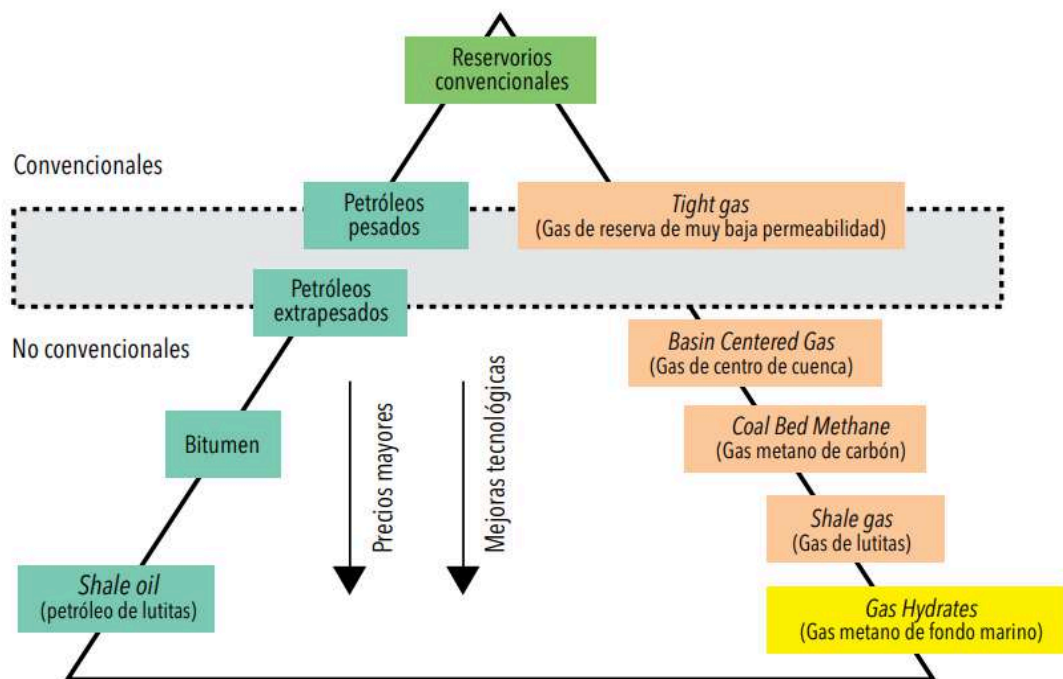 Reservorios
convencionales
Convencionales
Petróleos
pesados
Tight gas
(Gas de reserva de muy baja permeabilidad)
Petróleos
extrapesados
No convencionales
Basin Centered Gas
(Gas de centro de cuenca)
Precios mayores
Mejoras tecnológicas
Bitumen
Coal Bed Methane
(Gas metano de carbón)
Shale gas
(Gas de lutitas)
Shale oil
(petróleo de lutitas)
Gas Hydrates
(Gas metano de fondo marino)